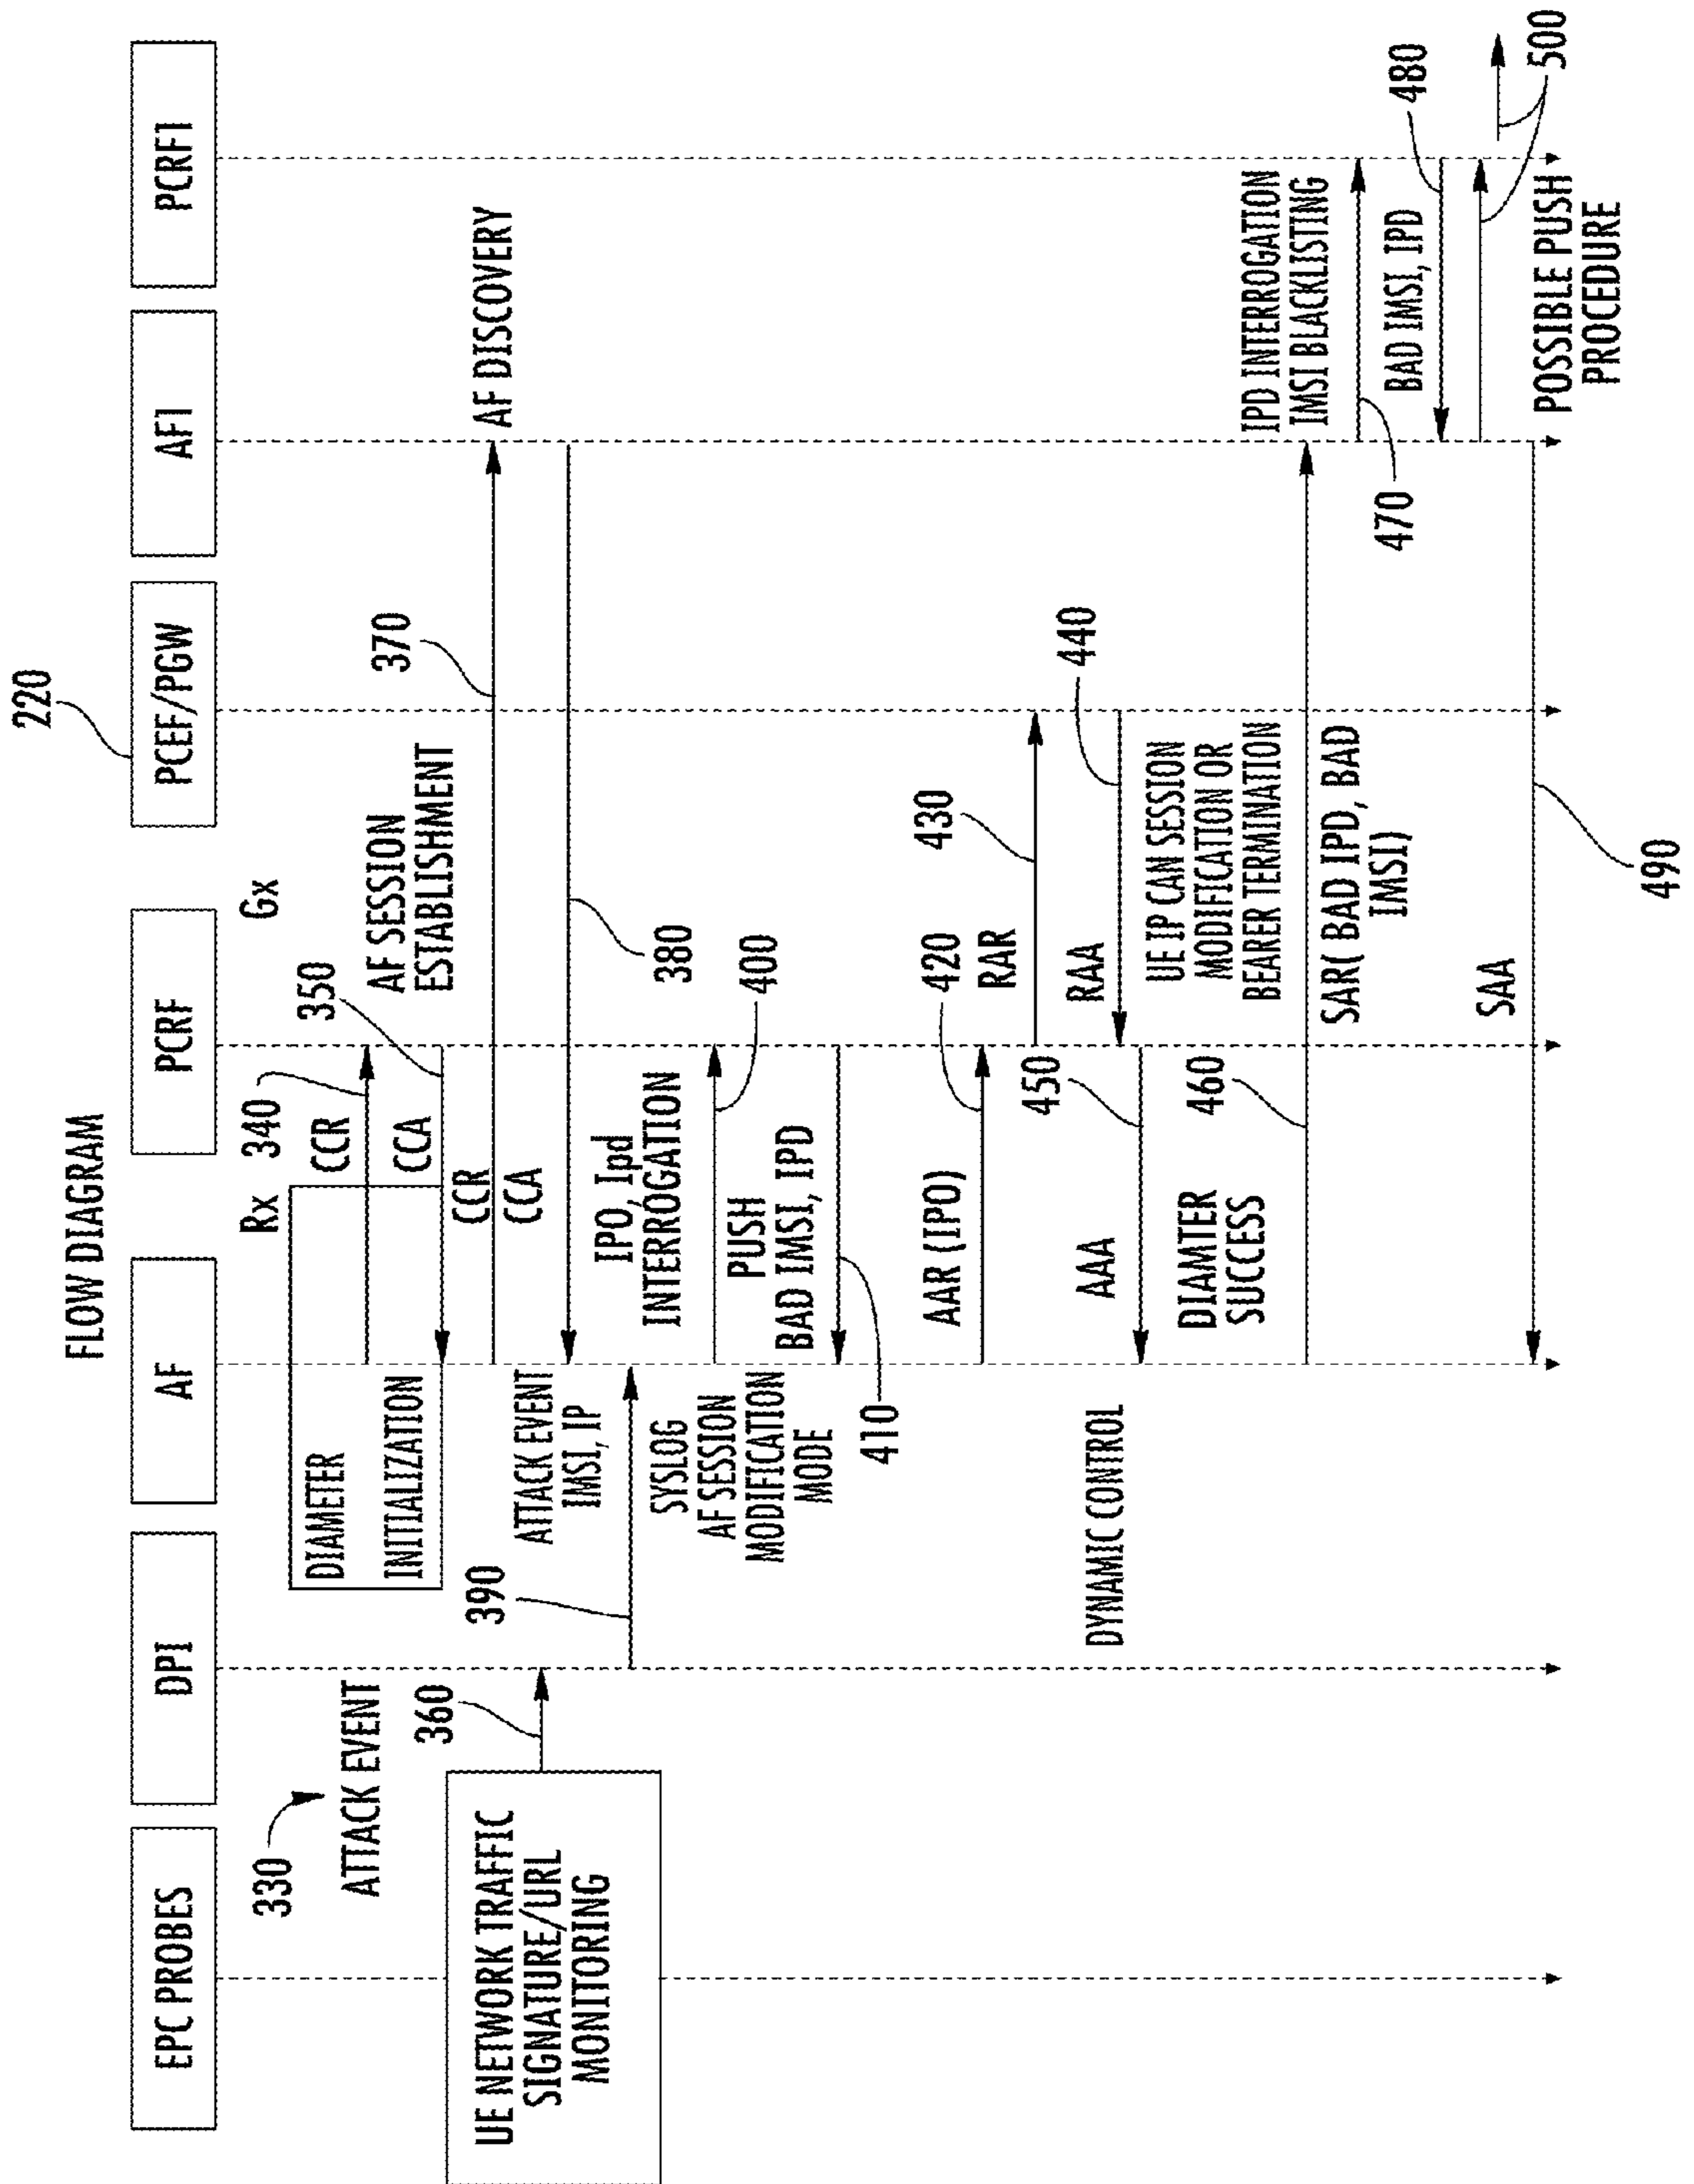 FLOW DIAGRAM
220
EPC PROBES
DPI
AF
PCRF
PCEF/PGW
AF1
PCRF1
330
ATTACK EVENT
Rx
Gx
340
CCR
350
CCA
DIAMETER
INITIALIZATION
AF SESSION
ESTABLISHMENT
370
360
UE NETWORK TRAFFIC
SIGNATURE/URL
MONITORING
CCR
CCA
AF DISCOVERY
380
ATTACK EVENT
IMSI, IP
390
SYSLOG
AF SESSION
MODIFICATION
MODE
IPO, Ipd
INTERROGATION
400
PUSH
BAD IMSI, IPD
410
AAR (IPO)
420
430
RAR
RAA
440
DYNAMIC CONTROL
AAA
450
UE IP CAN SESSION
MODIFICATION OR
BEARER TERMINATION
DIAMTER
SUCCESS
460
SAR( BAD IPD, BAD
IMSI)
IPD INTERROGATION
IMSI BLACKLISTING
470
BAD IMSI, IPD
480
SAA
490
500
POSSIBLE PUSH
PROCEDURE